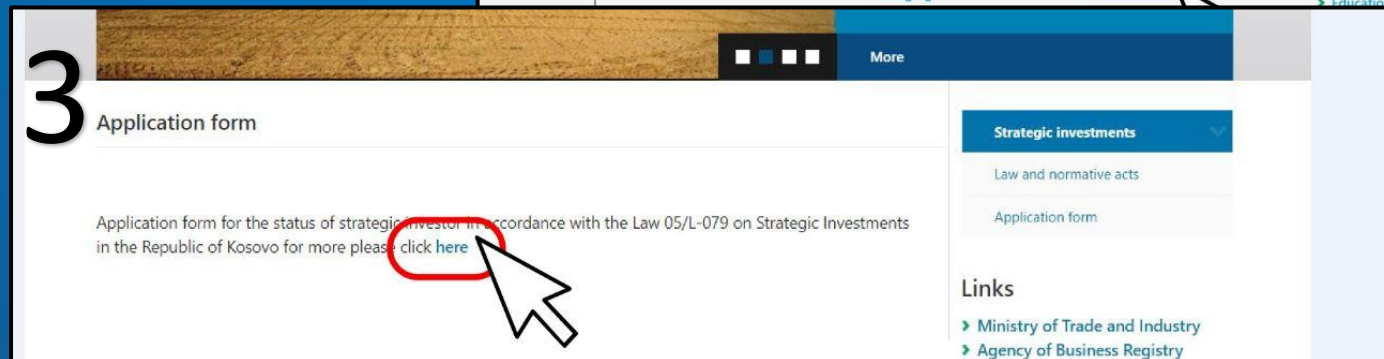 Education
3
More
Application form
Application form for the status of strategic investor in accordance with the Law 05/L-079 on Strategic Investments
in the Republic of Kosovo for more please click here
Strategic investments
Law and normative acts
Application form
Links
Ministry of Trade and Industry
Agency of Business Registry